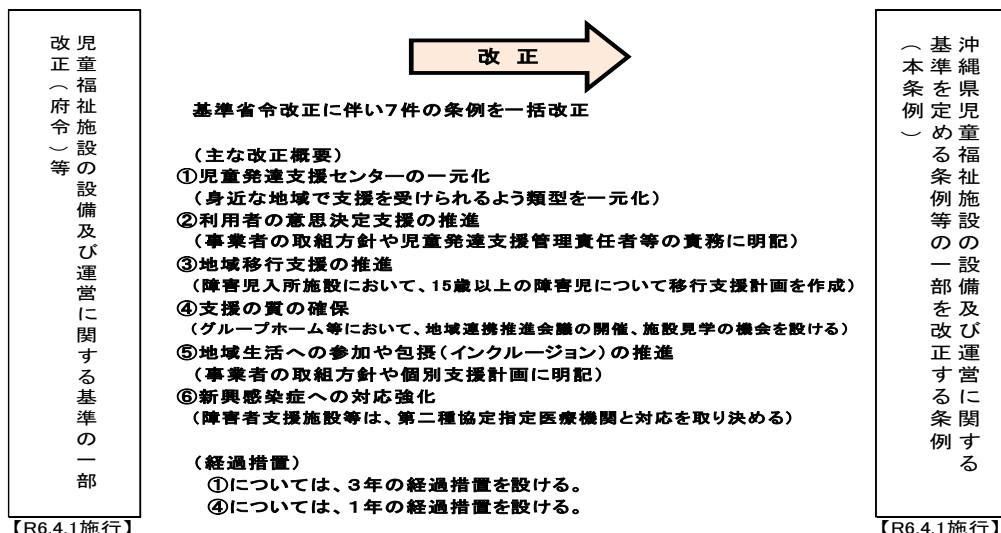 児童福祉施設の設備及び運営に関する基準の一部
改正（府令）等
【R6.4.1施行】
改 正
基準省令改正に伴い7件の条例を一括改正
（主な改正概要）
①児童発達支援センターの一元化
（身近な地域で支援を受けられるよう類型を一元化）
②利用者の意思決定支援の推進
（事業者の取組方針や児童発達支援管理責任者等の責務に明記）
③地域移行支援の推進
（障害児入所施設において、15歳以上の障害児について移行支援計画を作成）
④支援の質の確保
（グループホーム等において、地域連携推進会議の開催、施設見学の機会を設ける）
⑤地域生活への参加や包摂（インクルージョン）の推進
（事業者の取組方針や個別支援計画に明記）
⑥新興感染症への対応強化
（障害者支援施設等は、第二種協定指定医療機関と対応を取り決める）
（経過措置）
①については、３年の経過措置を設ける。
④については、１年の経過措置を設ける。
沖縄県児童福祉施設の設備及び運営に関する
基準を定める条例等の一部を改正する条例
（本条例）
【R6.4.1施行】